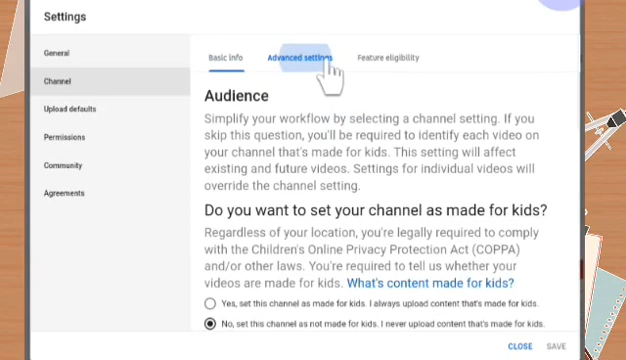 Settings
General
Channel
Upload defaults
Permissions
Community
Agreements
Basic info
Advanced settings
Feature eligibility
Audience
Simplify your workflow by selecting a channel setting. If you
skip this question, you'll be required to identify each video on
your channel that's made for kids. This setting will affect
existing and future videos. Settings for individual videos will
override the channel setting.
Do you want to set your channel as made for kids?
Regardless of your location, you're legally required to comply
with the Children's Online Privacy Protection Act (COPPA)
and/or other laws. You're required to tell us whether your
videos are made for kids. What's content made for kids?
Yes, set this channel as made for kids. I always upload content that's made for kids.
No, set this channel as not made for kids. I never upload content that's made for kids.
CLOSE
SAVE